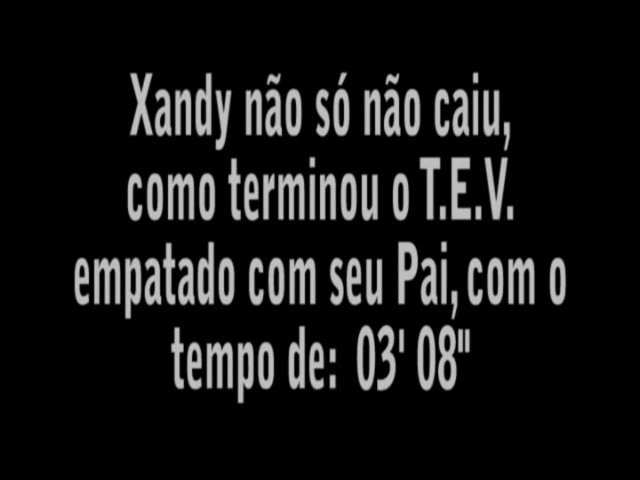 Xandy não só não caiu,
como terminou o T.E.V.
empatado com seu Pai, com o
tempo de: 03' 08"